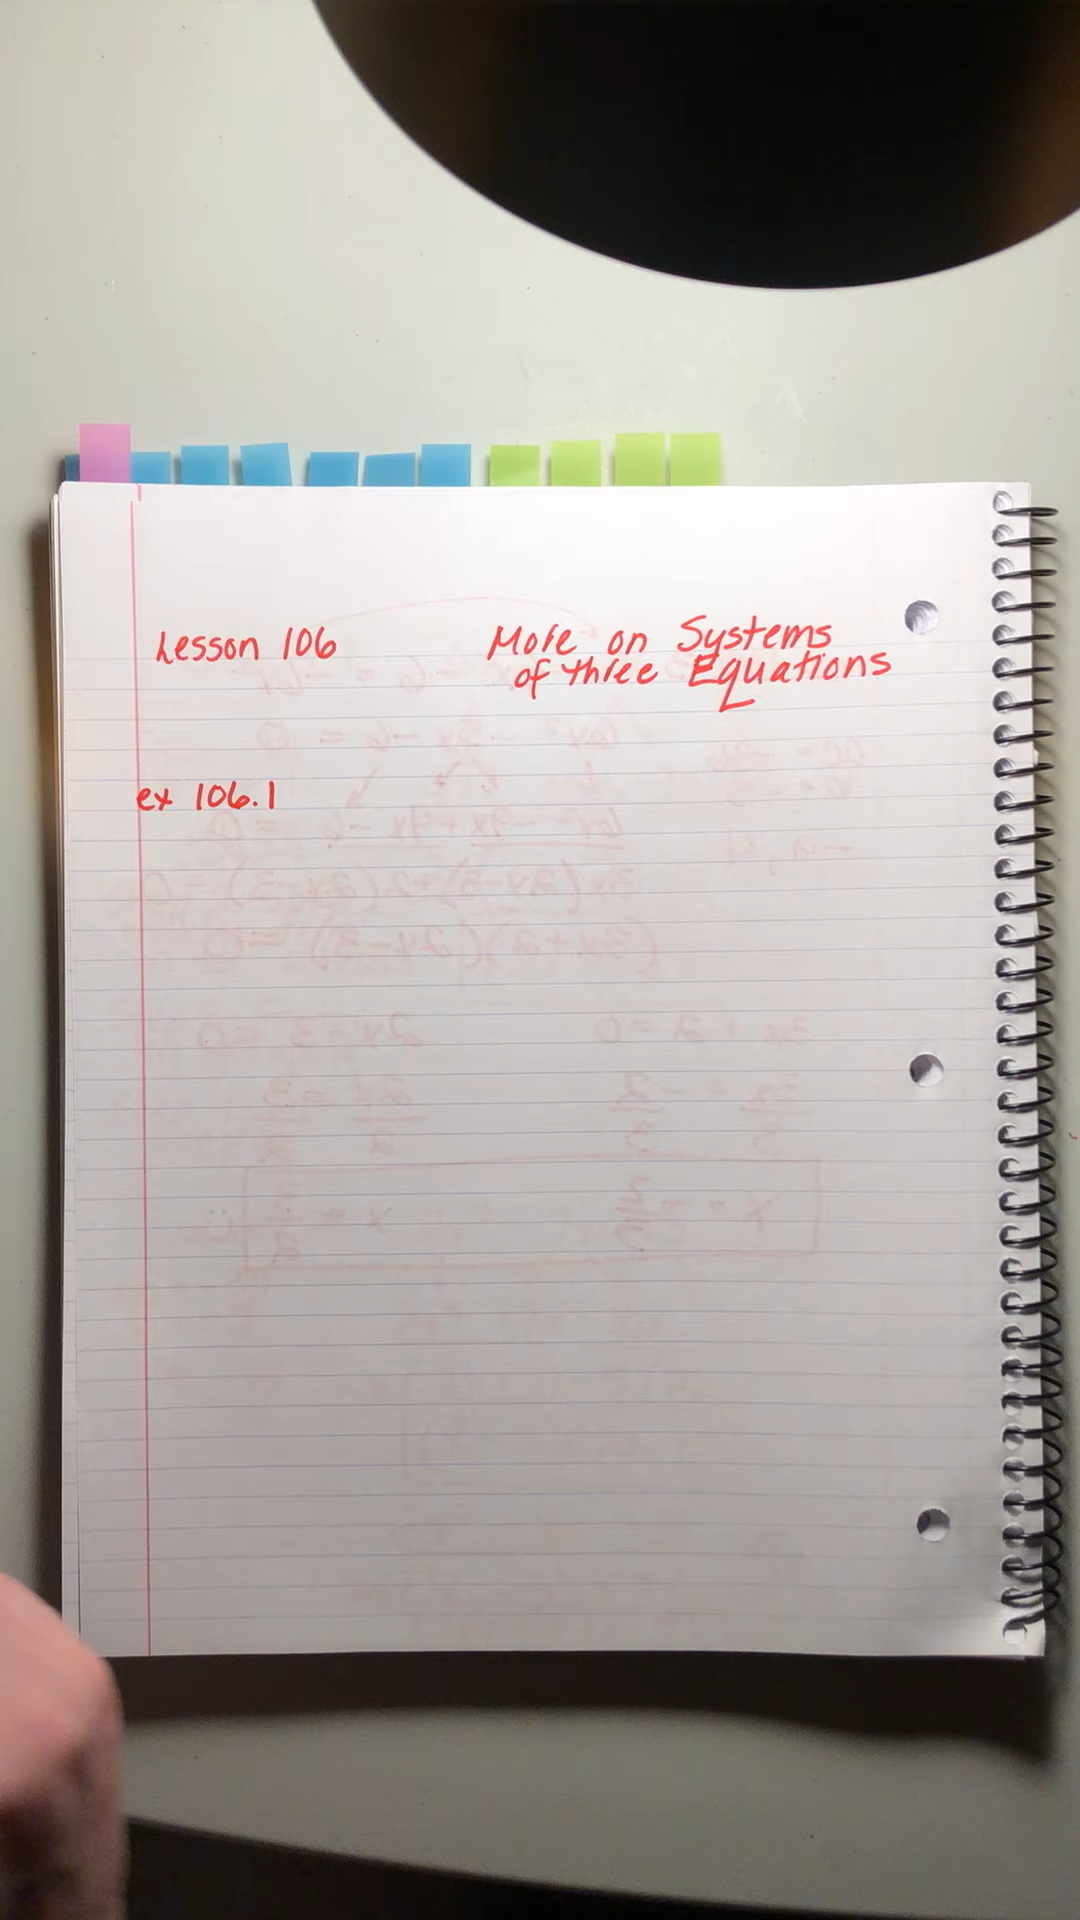 Lesson 106
More on Systems
of three Equations
ex 106.1